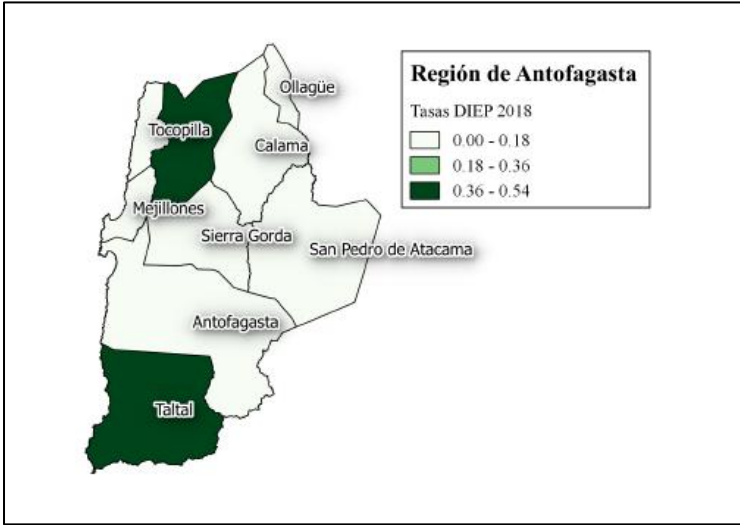 Región de Antofagasta
Tasas DIEP 2018
0.00 - 0.18
0.18 - 0.36
0.36 - 0.54
Ollagüe
Tocopilla
Calama
Mejillones
Sierra Gorda
San Pedro de Atacama
Antofagasta
Taltal